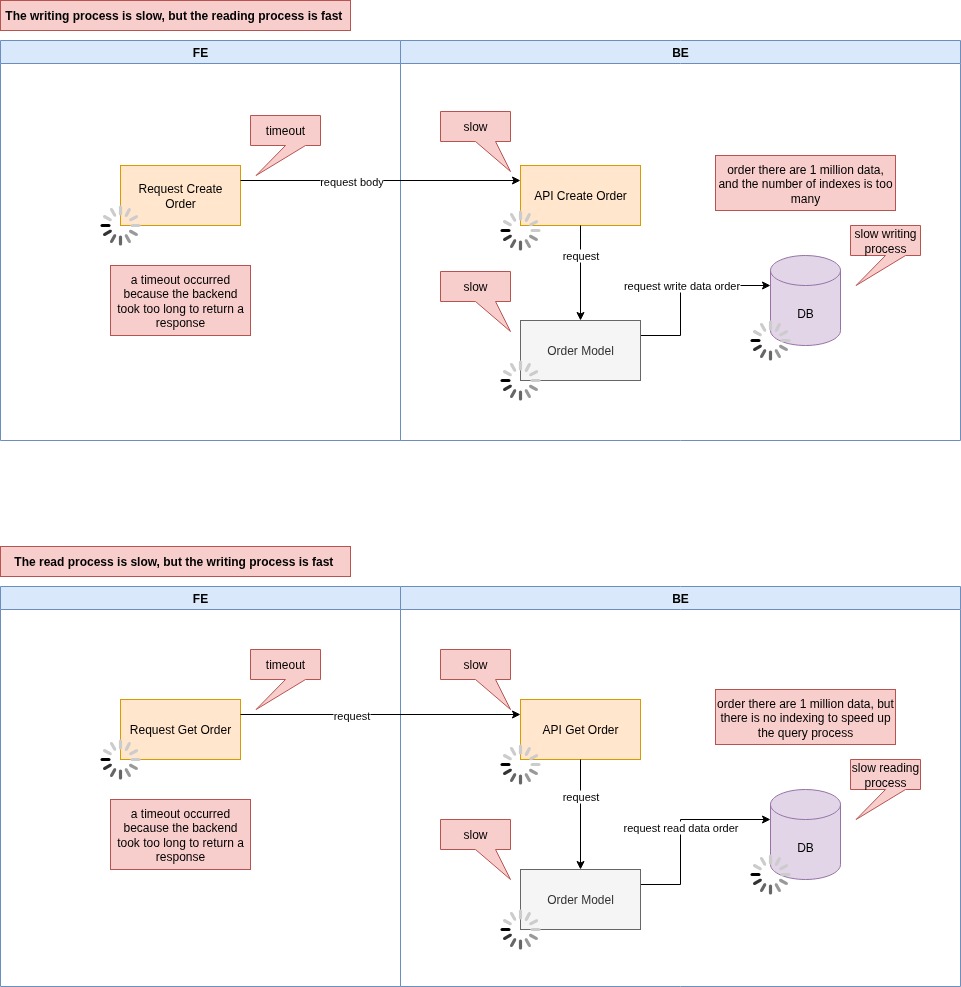 The writing process is slow, but the reading process is fast
FE
BE
timeout
slow
Request Create
Order
request body
API Create Order
order there are 1 million data,
and the number of indexes is too
many
slow writing
process
request
a timeout occurred
because the backend
took too long to return a
response
slow
request write data order
DB
Order Model
The read process is slow, but the writing process is fast
FE
BE
timeout
slow
Request Get Order
request
API Get Order
order there are 1 million data, but
there is no indexing to speed up
the query process
slow reading
process
request
a timeout occurred
because the backend
took too long to return a
response
slow
request read data order
DB
Order Model